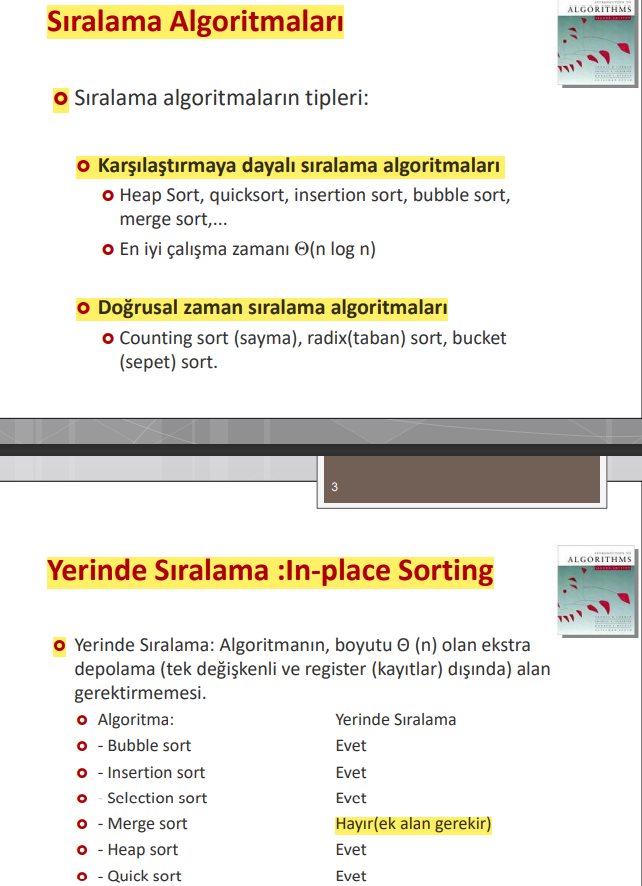 Sıralama Algoritmaları
ALGORITHMS
Sıralama algoritmaların tipleri:
Karşılaştırmaya dayalı sıralama algoritmaları
Heap Sort, quicksort, insertion sort, bubble sort,
merge sort,...
En iyi çalışma zamanı Θ(n log n)
Doğrusal zaman sıralama algoritmaları
Counting sort (sayma), radix(taban) sort, bucket
(sepet) sort.
3
Yerinde Sıralama :In-place Sorting
INTRODUCTION TO
ALGORITHMS
Yerinde Sıralama: Algoritmanın, boyutu Θ (n) olan ekstra
depolama (tek değişkenli ve register (kayıtlar) dışında) alan
gerektirmemesi.
Algoritma: Yerinde Sıralama
- Bubble sort Evet
- Insertion sort Evet
- Selection sort Evet
- Merge sort Hayır(ek alan gerekir)
- Heap sort Evet
- Quick sort Evet